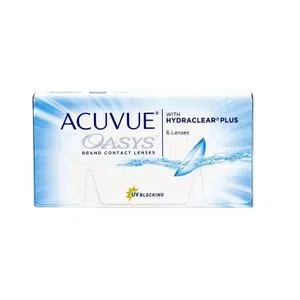 ACUVUE®
OASYS®
BRAND CONTACT LENSES
WITH
HYDRACLEAR® PLUS
6 Lenses
UV BLOCKING